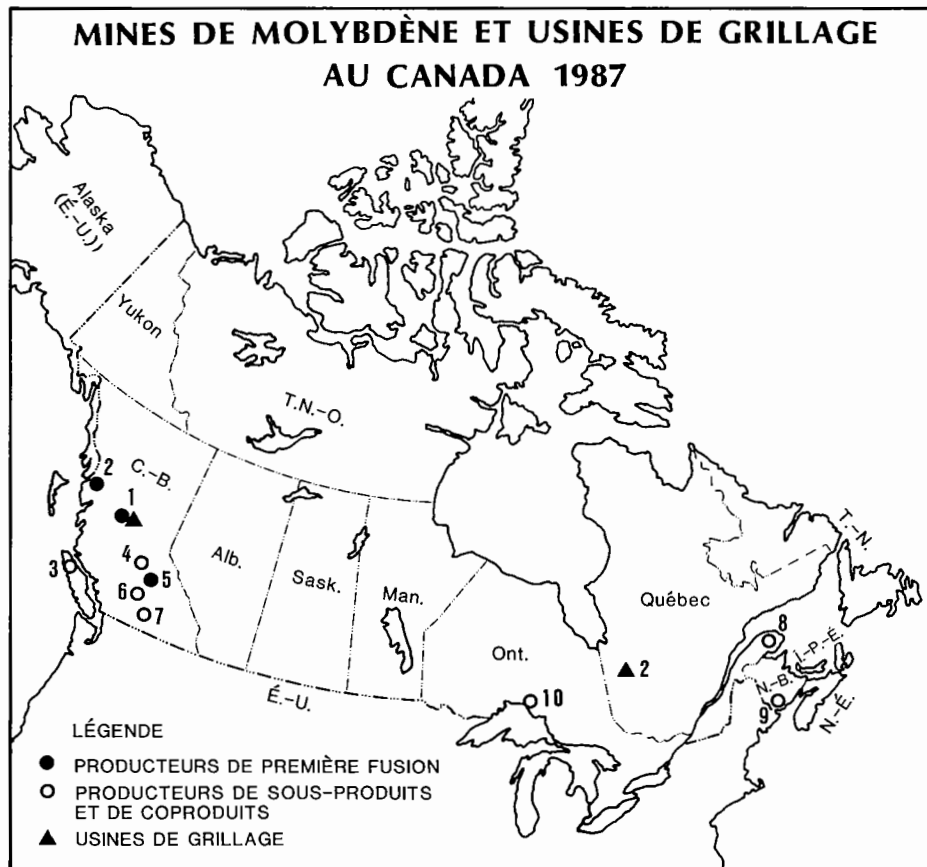 MINES DE MOLYBDÈNE ET USINES DE GRILLAGE
AU CANADA 1987
Alaska
(É.-U.))
Yukon
T.N.-O.
C.-B.
2
1
3
4
5
6
7
Alb.
Sask.
Man.
Ont.
Québec
T.-N.
8
Î.-P.-É.
N.-B.
9
N.-É.
2
10
É.-U.
LÉGENDE
PRODUCTEURS DE PREMIÈRE FUSION
PRODUCTEURS DE SOUS-PRODUITS
ET DE COPRODUITS
USINES DE GRILLAGE